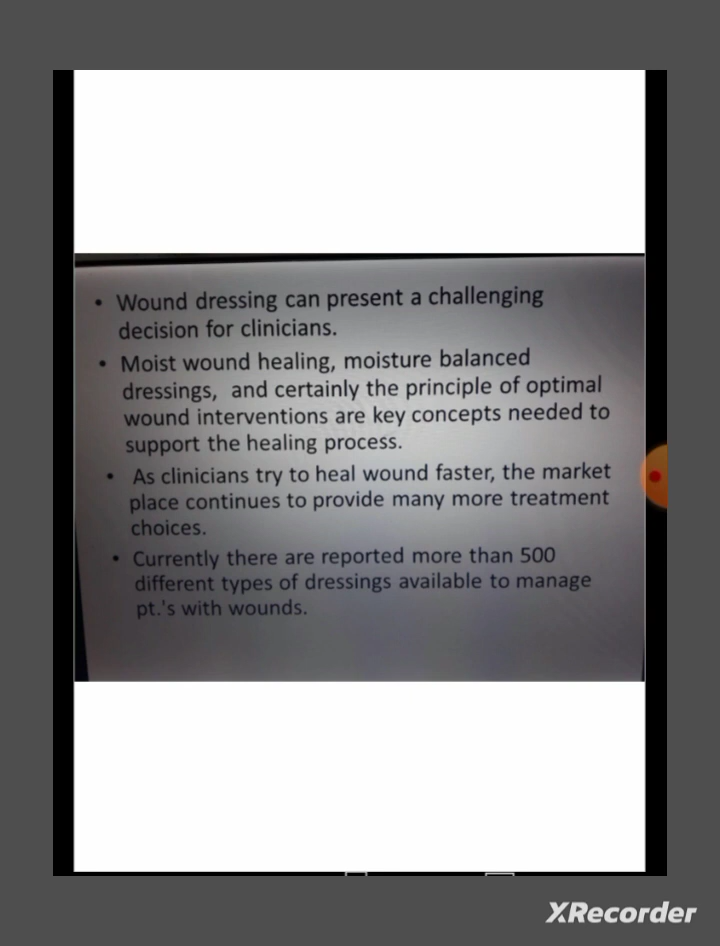 • Wound dressing can present a challenging
decision for clinicians.
• Moist wound healing, moisture balanced
dressings, and certainly the principle of optimal
wound interventions are key concepts needed to
support the healing process.
• As clinicians try to heal wound faster, the market
place continues to provide many more treatment
choices.
• Currently there are reported more than 500
different types of dressings available to manage
pt.'s with wounds.
XRecorder